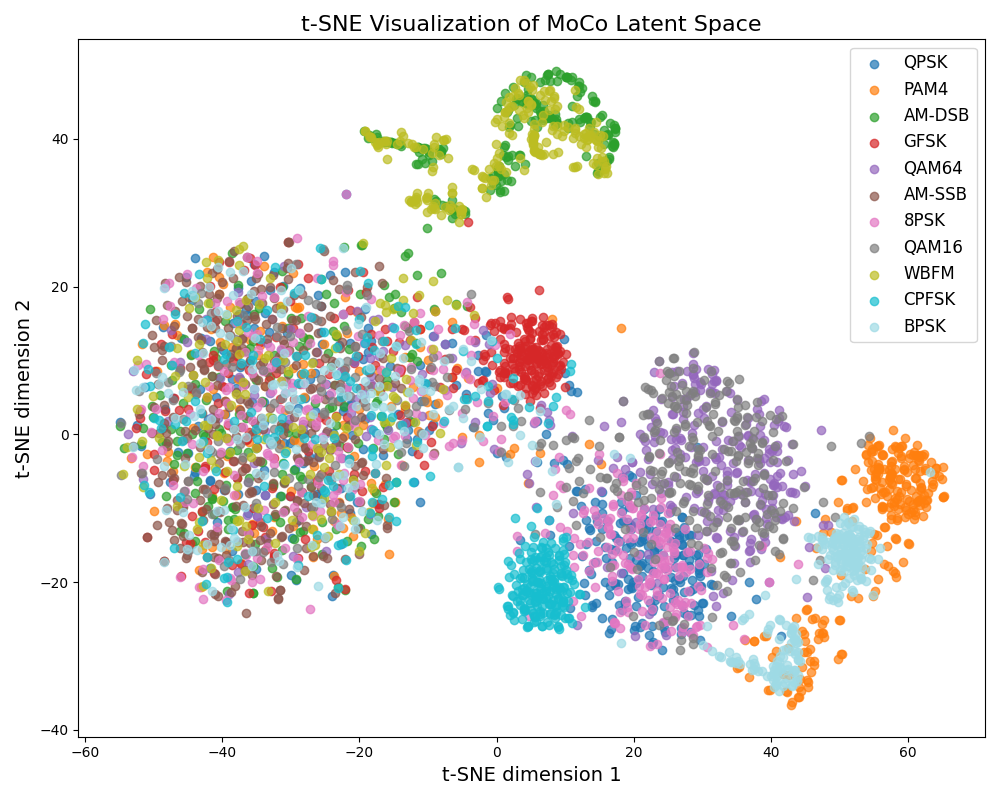 t-SNE Visualization of MoCo Latent Space
QPSK
PAM4
AM-DSB
GFSK
QAM64
AM-SSB
8PSK
QAM16
WBFM
CPFSK
BPSK
40
20
0
−20
−40
t-SNE dimension 2
−60
−40
−20
0
20
40
60
t-SNE dimension 1